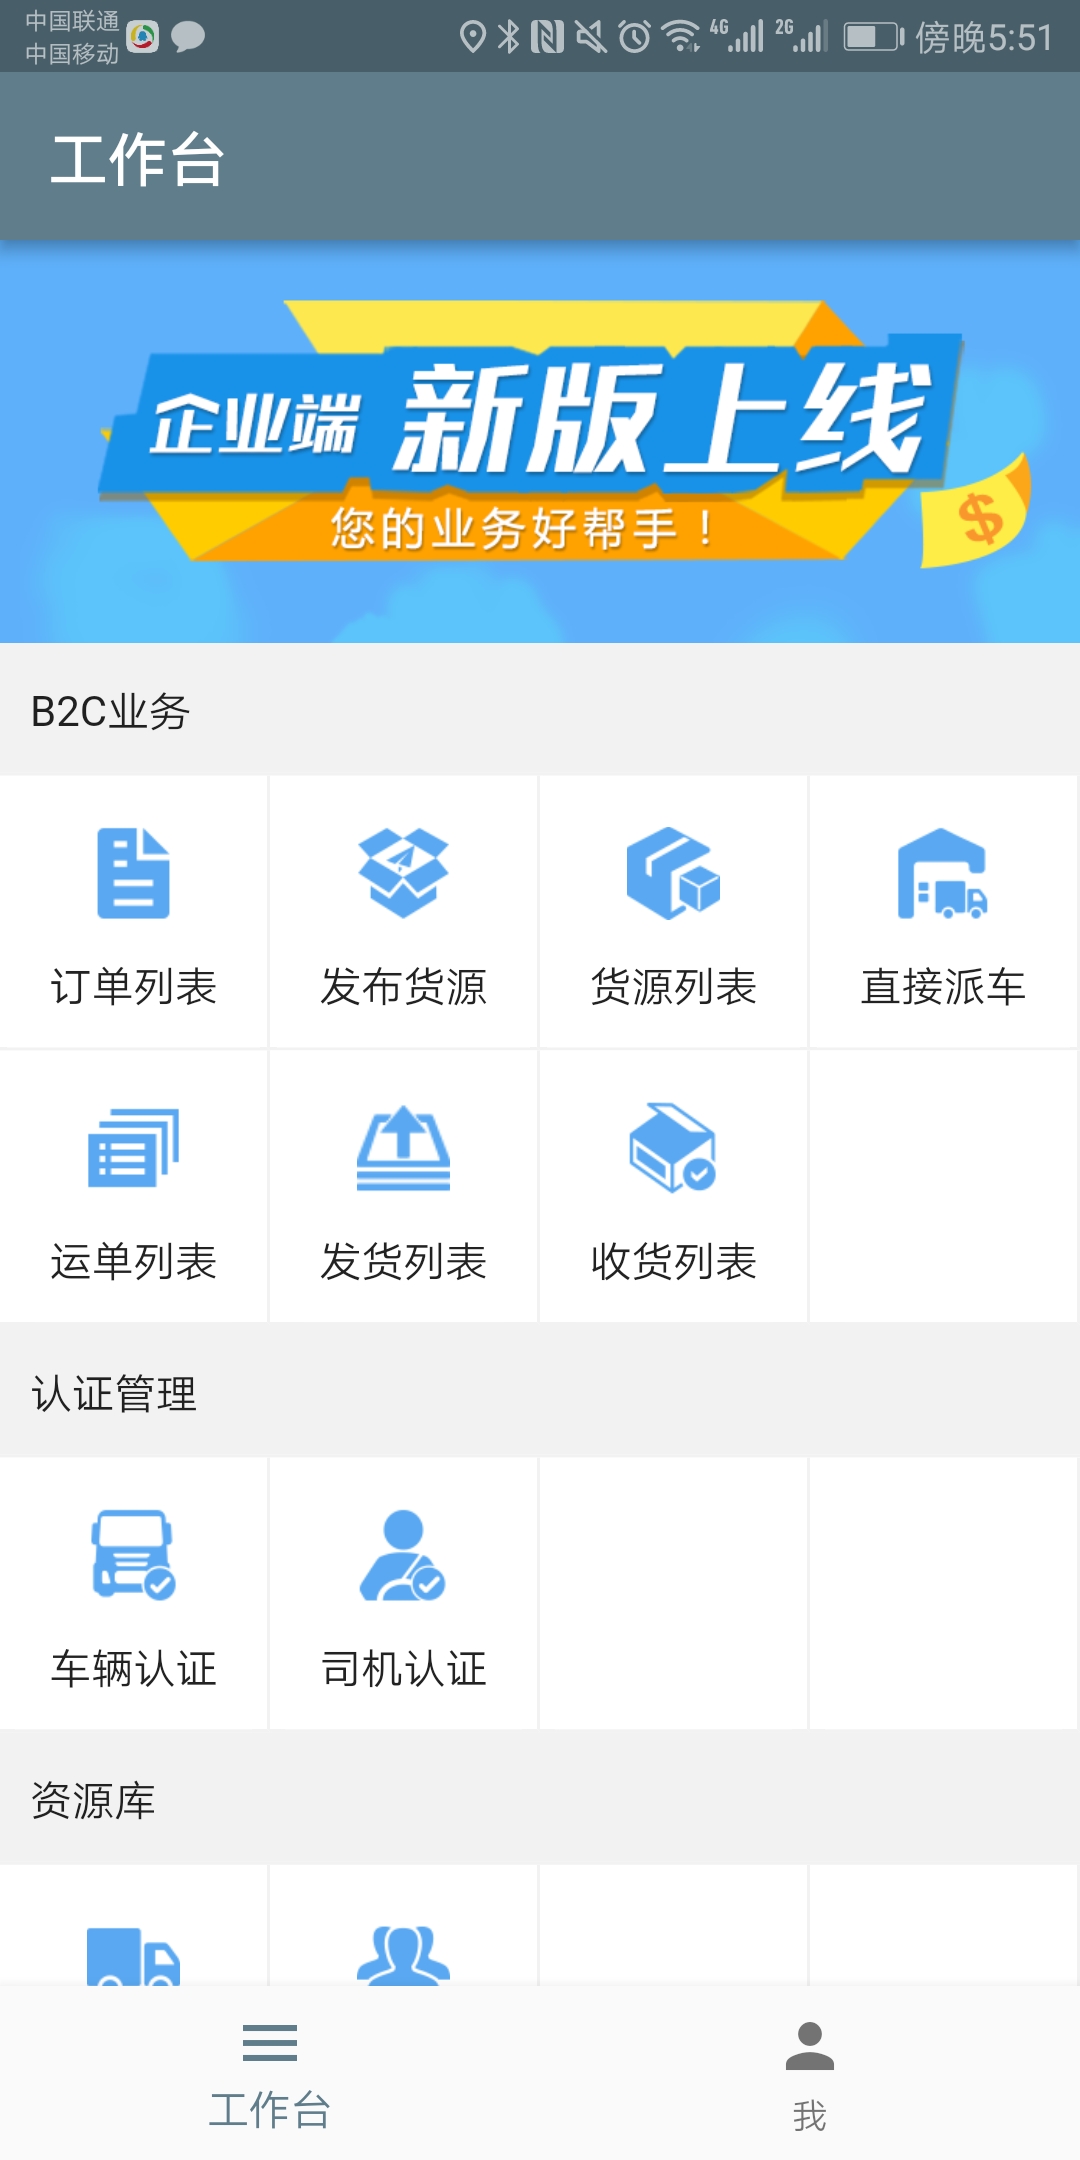 中国联通
中国移动
4G
2G
傍晚5:51
工作台
企业端 新版上线
您的业务好帮手！
$
B2C业务
订单列表
发布货源
货源列表
直接派车
运单列表
发货列表
收货列表
认证管理
车辆认证
司机认证
资源库
工作台
我